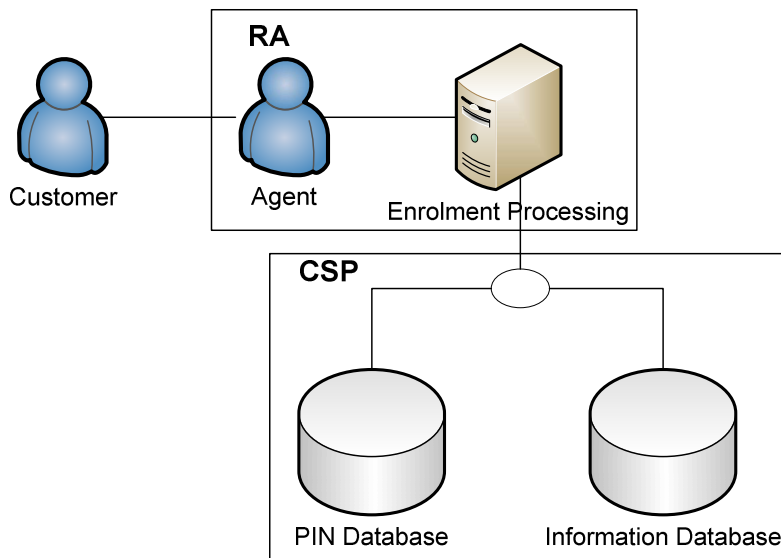 RA
Customer
Agent
Enrolment Processing
CSP
PIN Database
Information Database